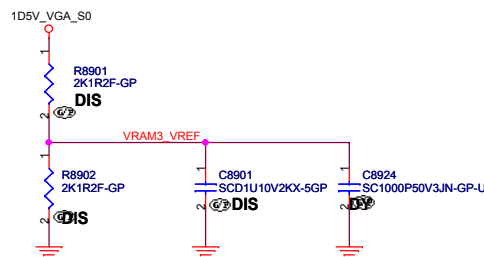 1D5V_VGA_S0
1
R8901
2K1R2F-GP
DIS
2
G/P
VRAM3_VREF
1
R8902
2K1R2F-GP
2
G/P
DIS
1
C8901
SCD1U10V2KX-5GP
2
G/P
DIS
1
C8924
SC1000P50V3JN-GP-U
2
DY